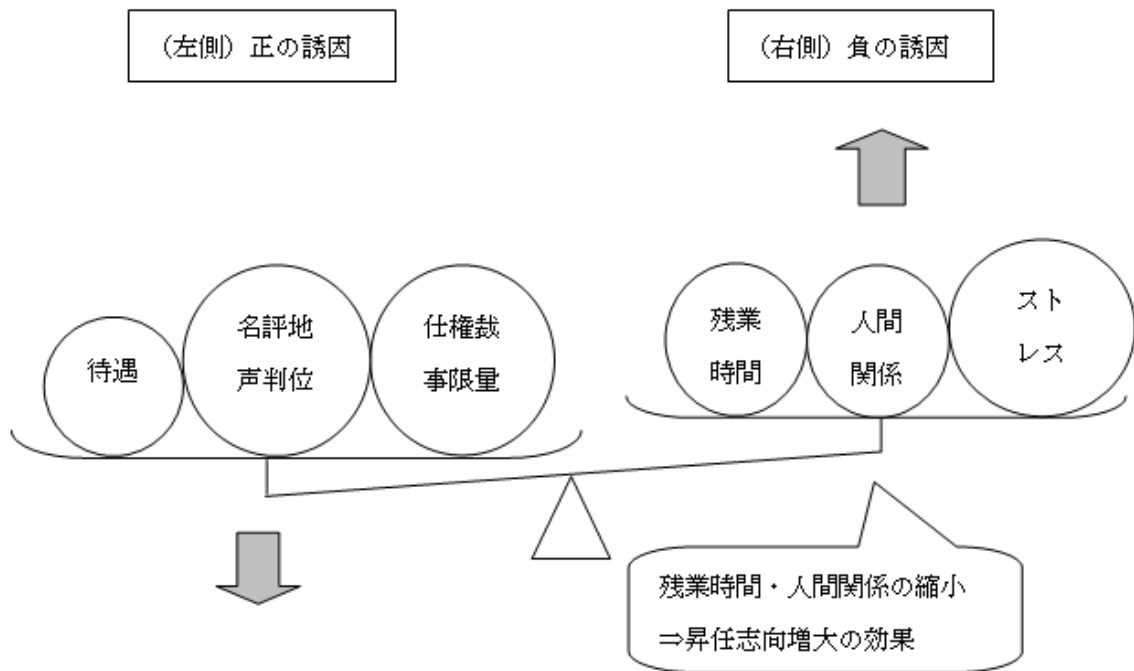 （左側）正の誘因
（右側）負の誘因
待遇
名評地
声判位
仕権裁
事限量
残業
時間
人間
関係
スト
レス
残業時間・人間関係の縮小
⇒昇任志向増大の効果